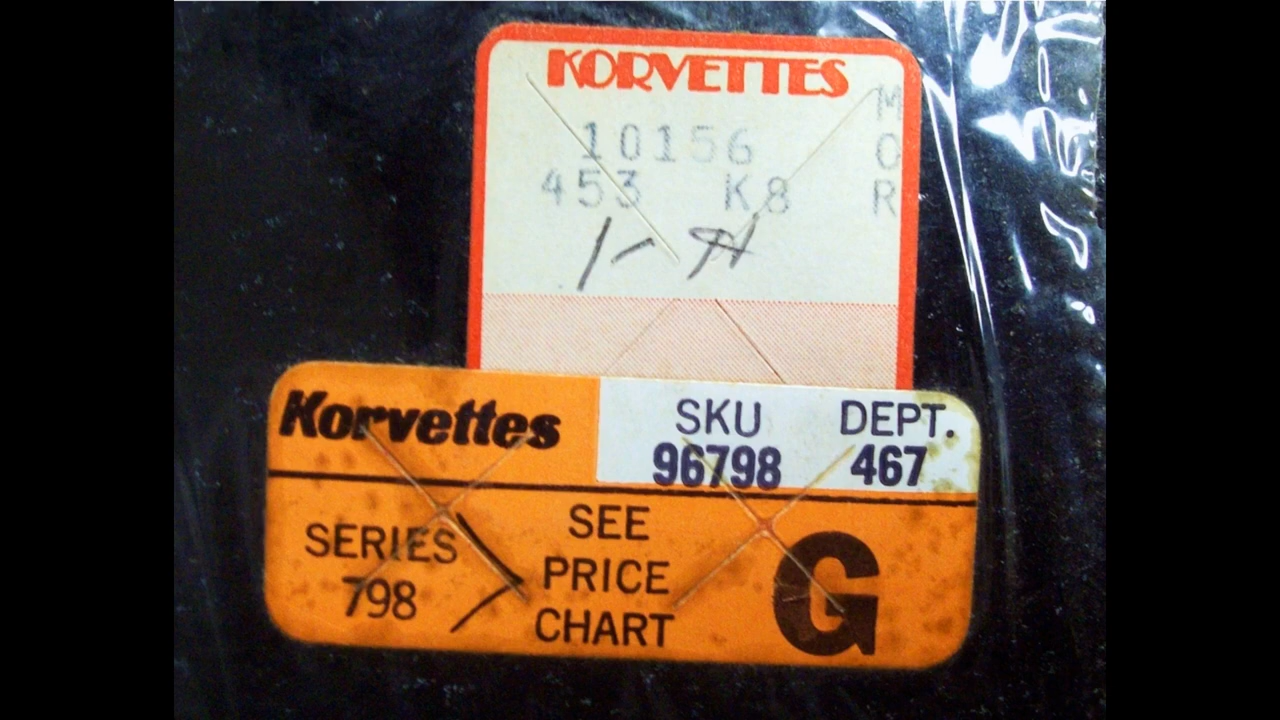 KORVETTES
M
10156 O
453 K8 R
Korvettes
SKU DEPT.
96798 467
SERIES
798
SEE
PRICE
CHART
G